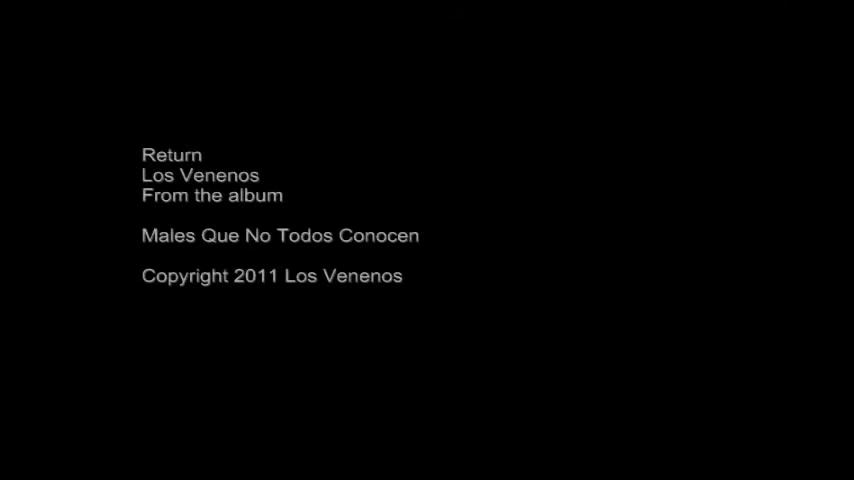 Return
Los Venenos
From the album
Males Que No Todos Conocen
Copyright 2011 Los Venenos